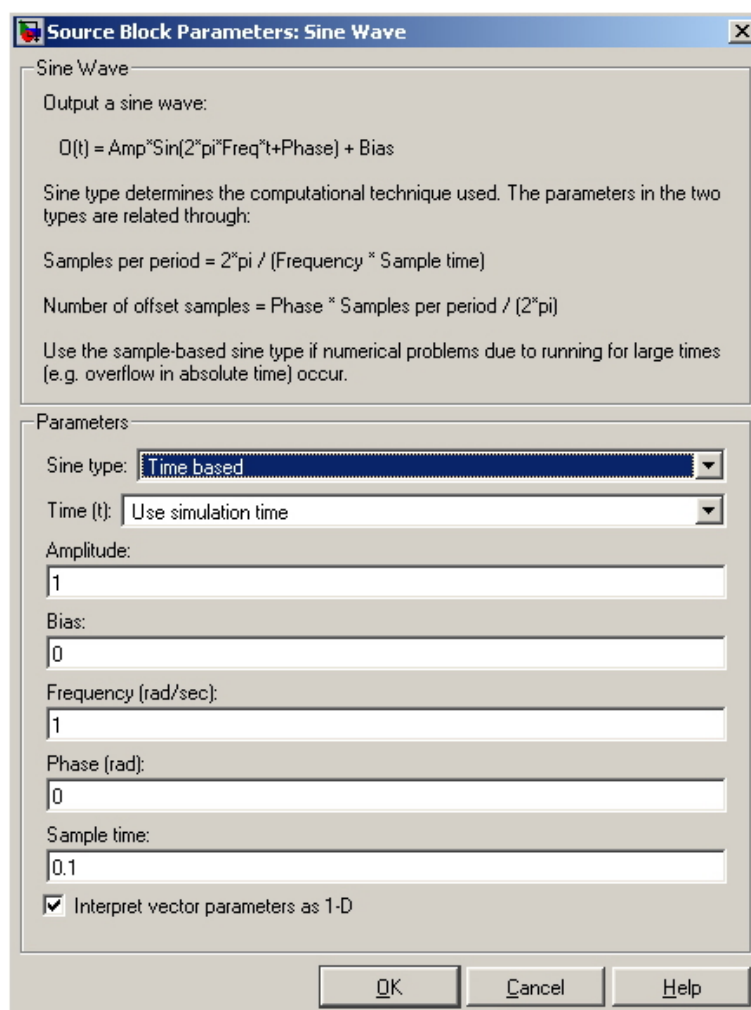 Source Block Parameters: Sine Wave
Sine Wave
Output a sine wave:
O(t) = Amp*Sin(2*pi*Freq*t+Phase) + Bias
Sine type determines the computational technique used. The parameters in the two
types are related through:
Samples per period = 2*pi / (Frequency * Sample time)
Number of offset samples = Phase * Samples per period / (2*pi)
Use the sample-based sine type if numerical problems due to running for large times
(e.g. overflow in absolute time) occur.
Parameters
Sine type: Time based
Time (t): Use simulation time
Amplitude:
1
Bias:
0
Frequency (rad/sec):
1
Phase (rad):
0
Sample time:
0.1
Interpret vector parameters as 1-D
OK Cancel Help